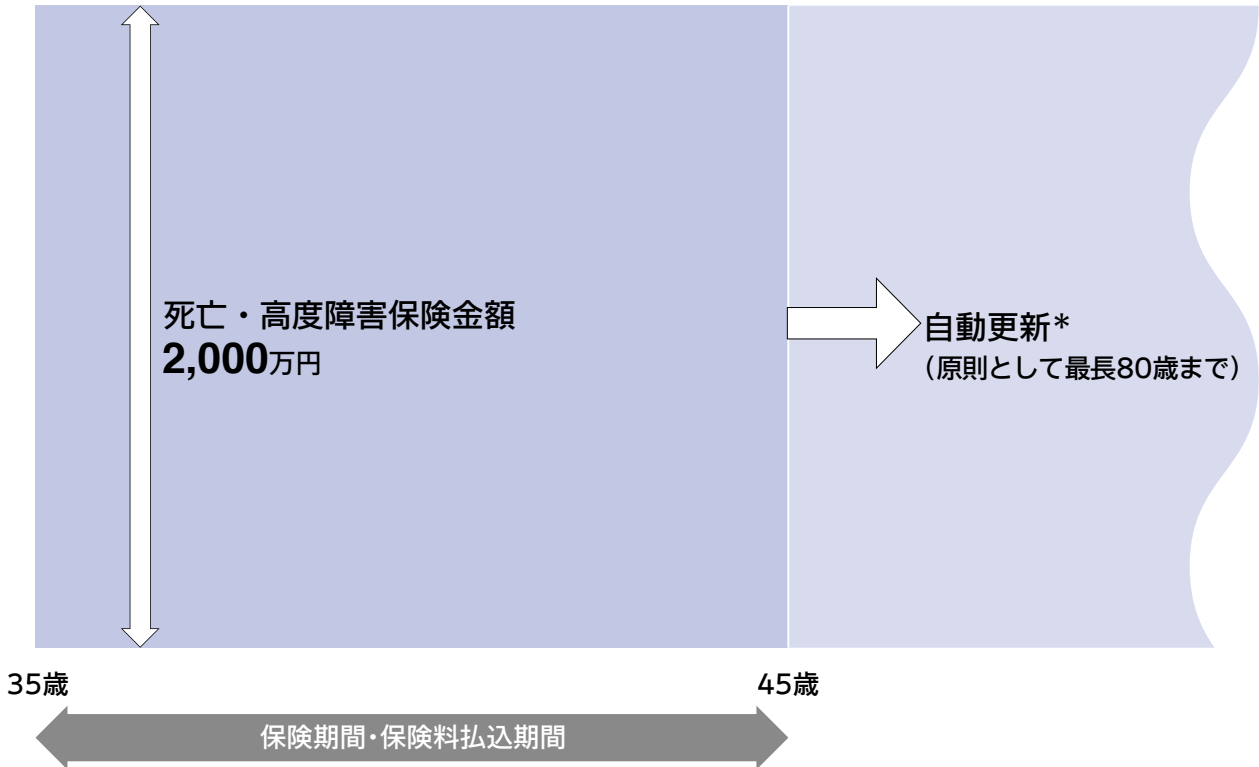 死亡・高度障害保険金額
2,000万円
自動更新*
（原則として最長80歳まで）
35歳
45歳
保険期間・保険料払込期間